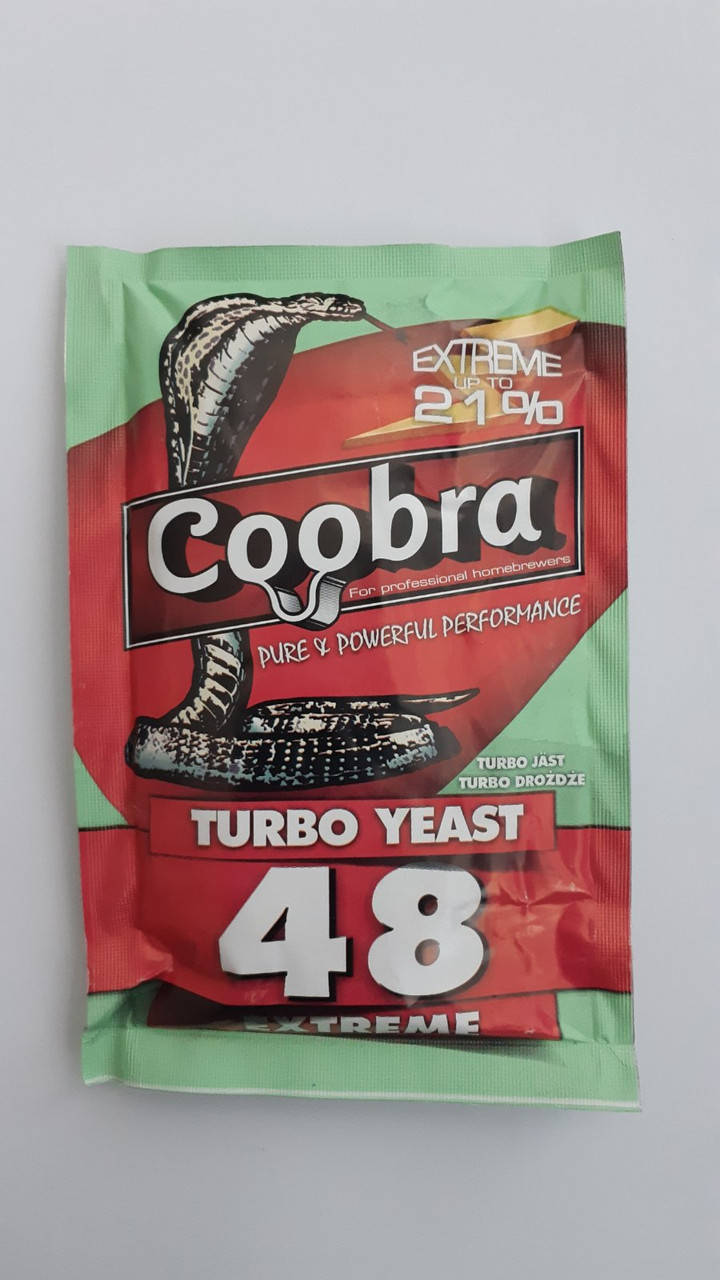 EXTREME
UP TO
21%
Coobra
For professional homebrewers
PURE & POWERFUL PERFORMANCE
TURBO JÄST
TURBO DROŻDŻE
TURBO YEAST
48
EXTREME